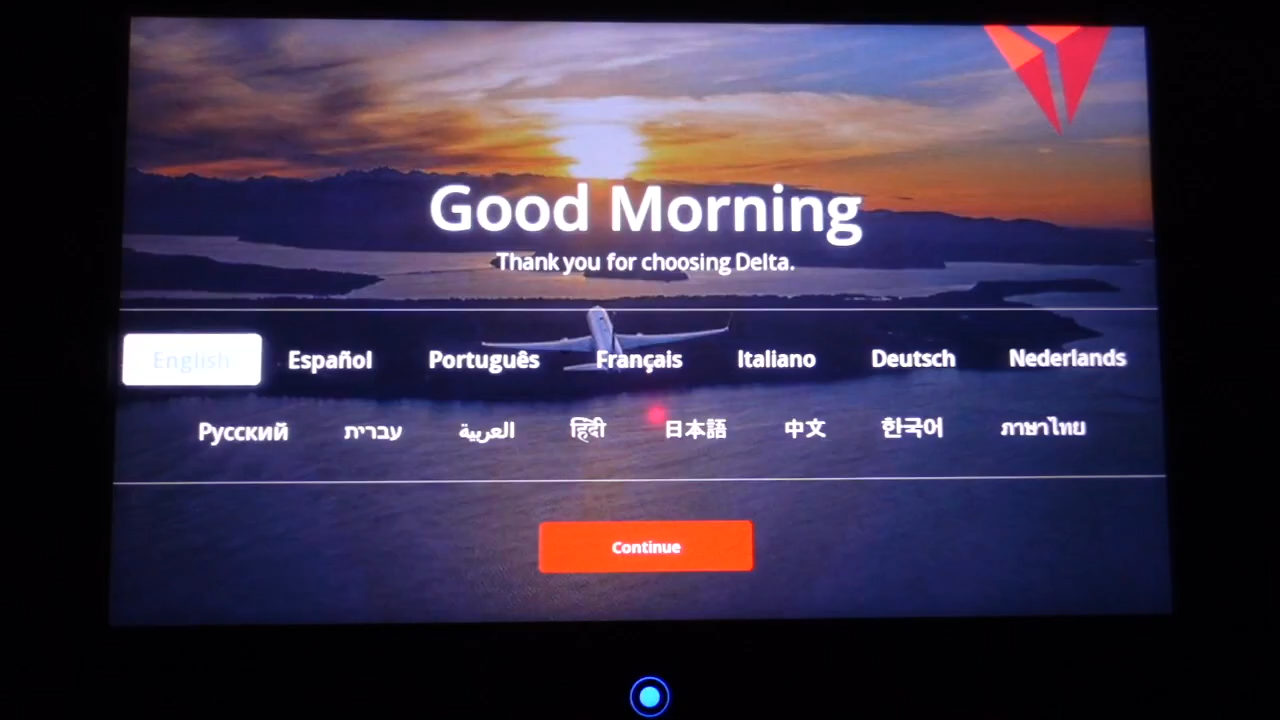 Good Morning
Thank you for choosing Delta.
English Español Português Français Italiano Deutsch Nederlands
Русский עברית العربية हिंदी 日本語 中文 한국어 ภาษาไทย
Continue